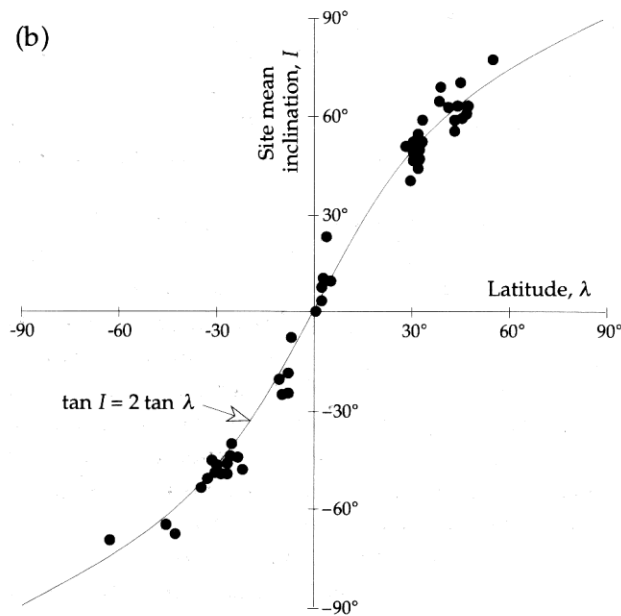 (b)
90°
Site mean
inclination, I
60°
30°
Latitude, λ
-90
-60
-30
30°
60°
90°
tan I = 2 tan λ
-30°
-60°
-90°